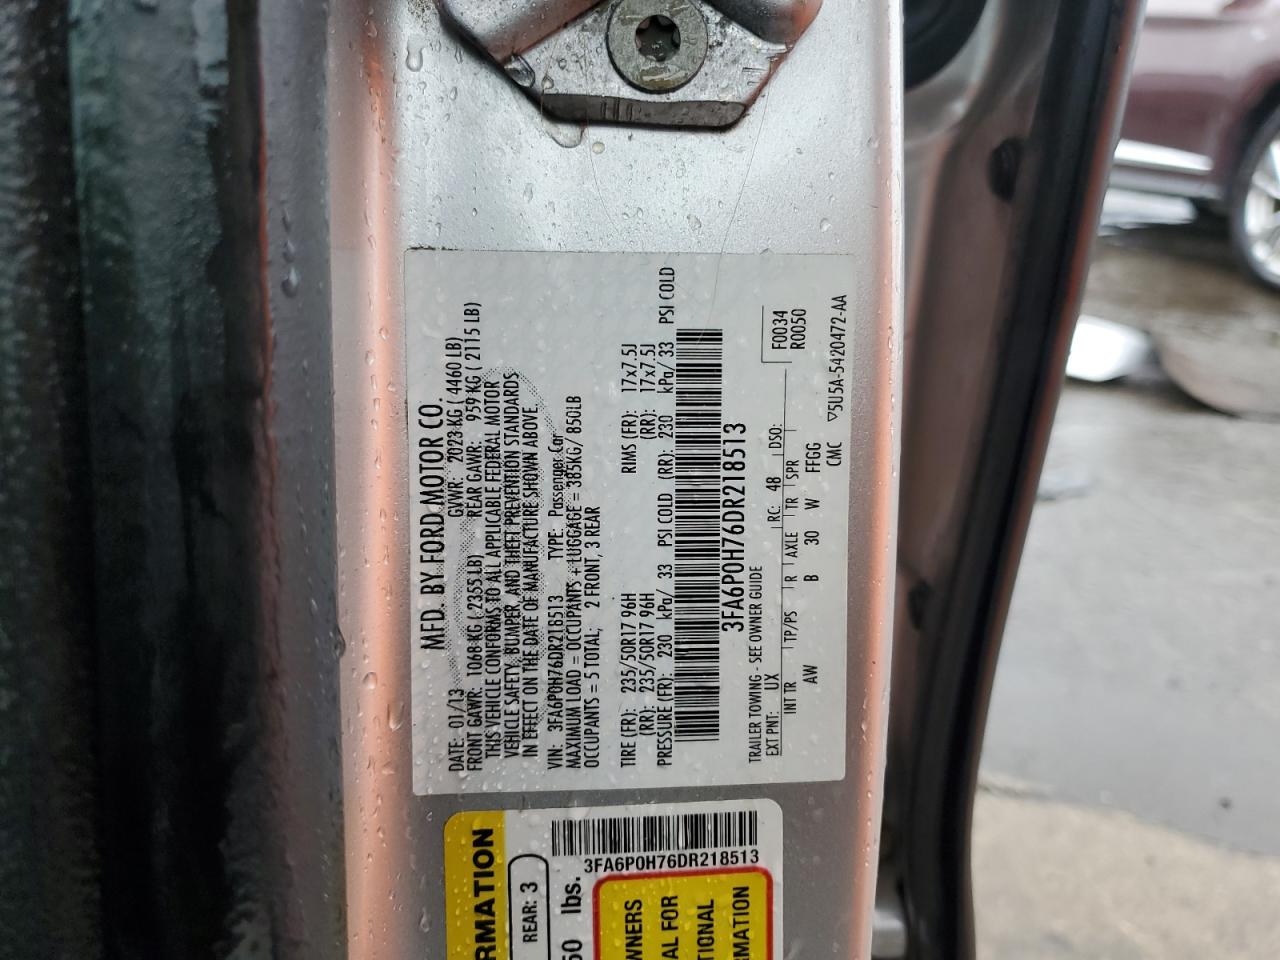 MFD. BY FORD MOTOR CO.
DATE: 01/13 GVWR: 2023 KG ( 4460 LB)
FRONT GAWR: 1068 KG ( 2355 LB) REAR GAWR: 959 KG ( 2115 LB)
THIS VEHICLE CONFORMS TO ALL APPLICABLE FEDERAL MOTOR
VEHICLE SAFETY, BUMPER, AND THEFT PREVENTION STANDARDS
IN EFFECT ON THE DATE OF MANUFACTURE SHOWN ABOVE.
VIN: 3FA6P0H76DR218513 TYPE: Passenger Car
MAXIMUM LOAD = OCCUPANTS + LUGGAGE = 385KG/ 850LB
OCCUPANTS = 5 TOTAL, 2 FRONT, 3 REAR
TIRE (FR): 235/50R17 96H RIMS (FR): 17x7.5J
(RR): 235/50R17 96H (RR): 17x7.5J
PRESSURE (FR): 230 kPa/ 33 PSI COLD (RR): 230 kPa/ 33 PSI COLD
3FA6P0H76DR218513
TRAILER TOWING - SEE OWNER GUIDE
EXT PNT: UX RC: 48 DSO:
F0034
R0050
INT TR TP/PS R AXLE TR SPR
AW B 30 W FFGG
CMC ▽5U5A-5420472-AA
RMATION
REAR: 3
60 lbs.
3FA6P0H76DR218513
WNERS
AL FOR
TIONAL
RMATION